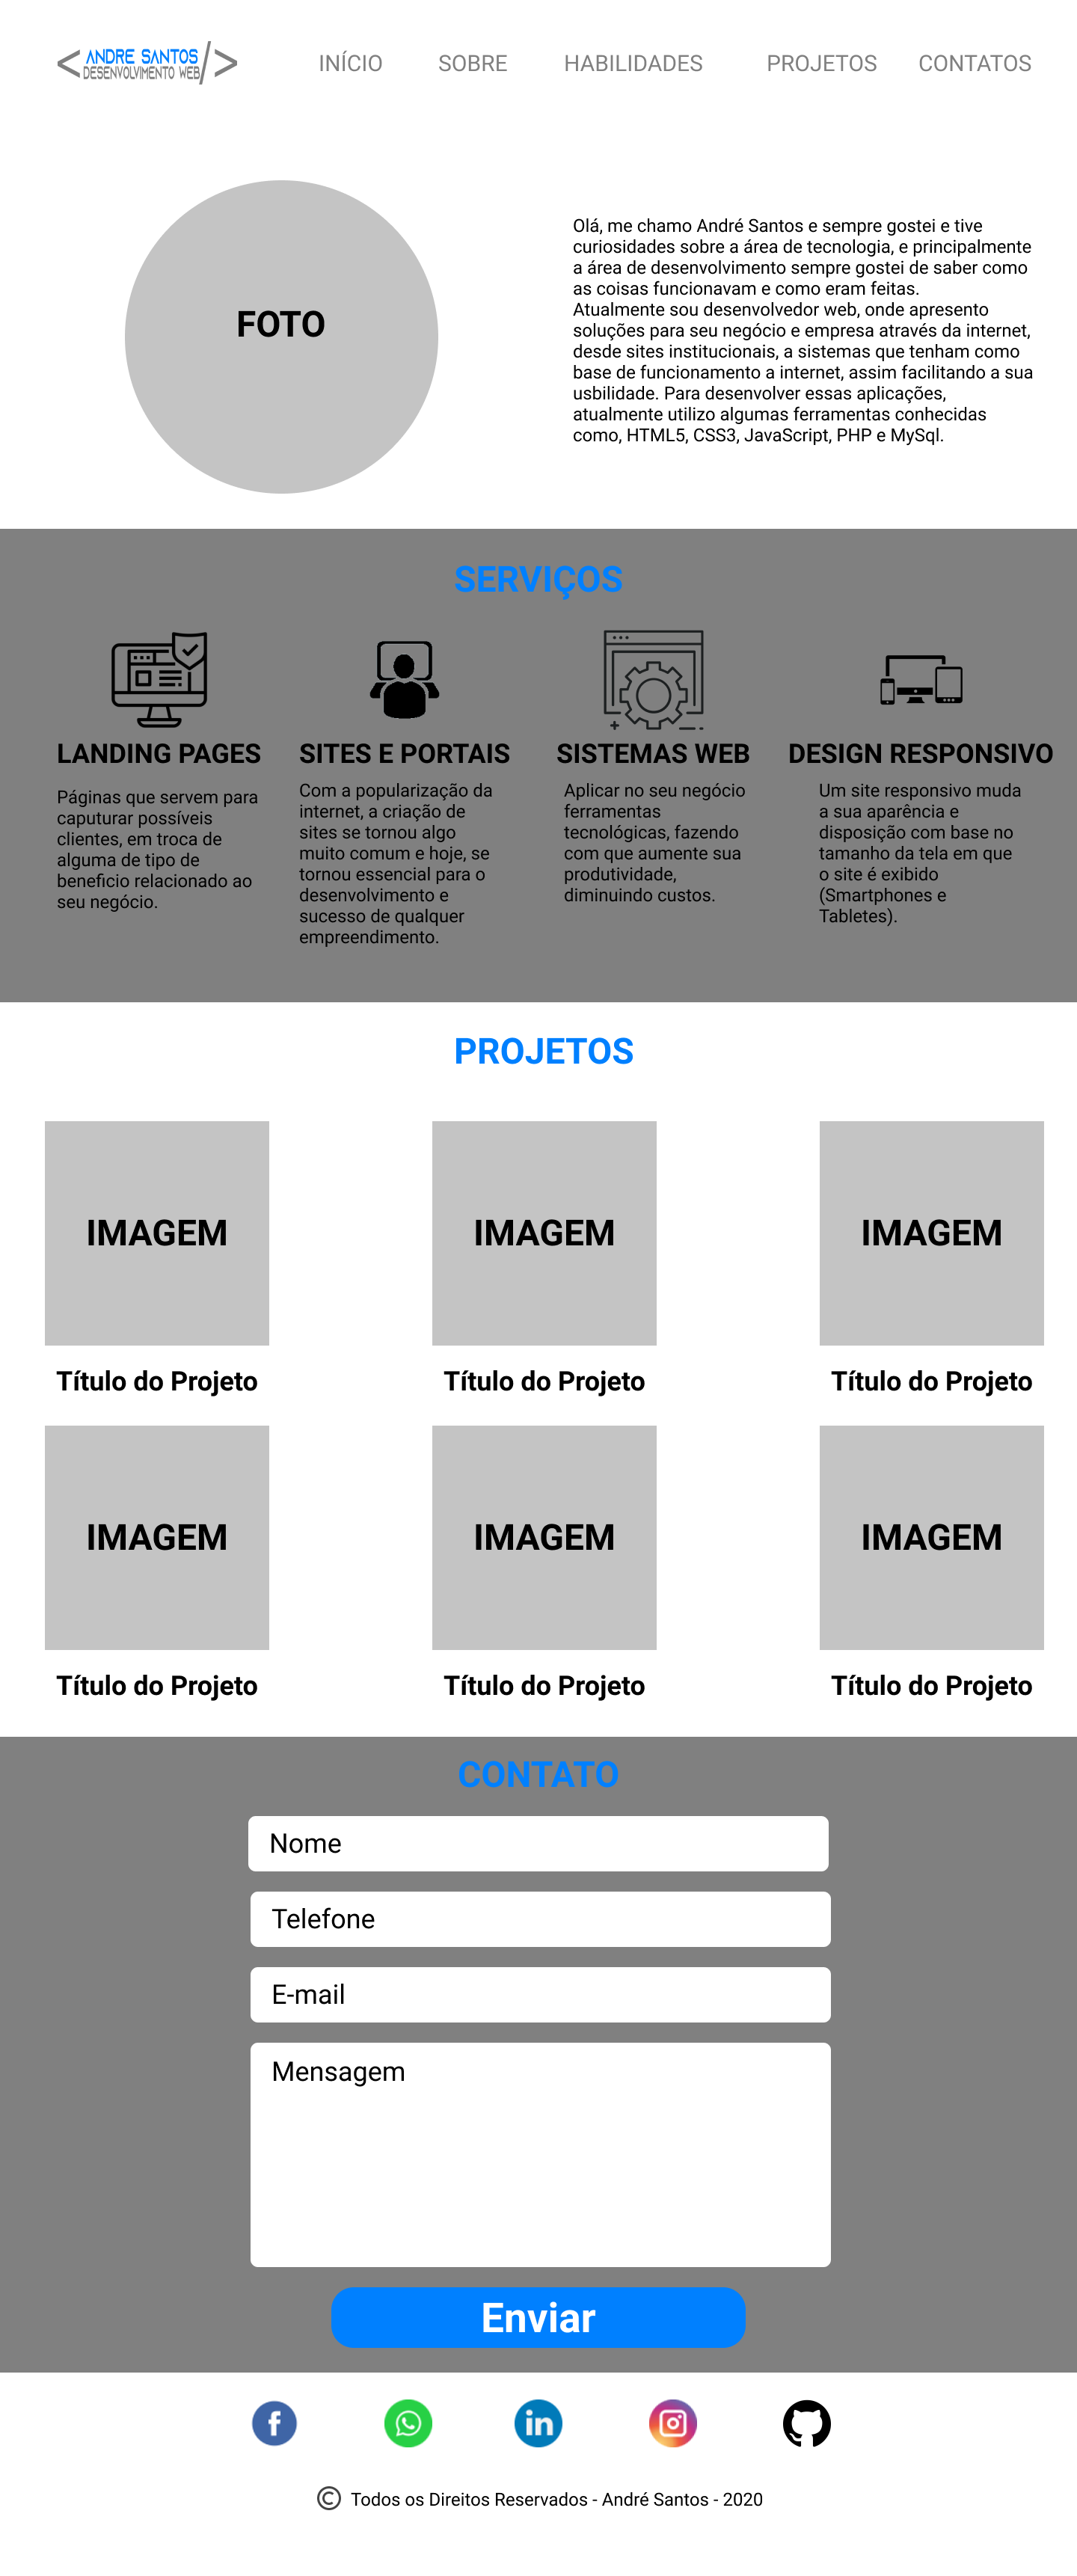 ANDRE SANTOS
DESENVOLVIMENTO WEB
INÍCIO SOBRE HABILIDADES PROJETOS CONTATOS
FOTO
Olá, me chamo André Santos e sempre gostei e tive
curiosidades sobre a área de tecnologia, e principalmente
a área de desenvolvimento sempre gostei de saber como
as coisas funcionavam e como eram feitas.
Atualmente sou desenvolvedor web, onde apresento
soluções para seu negócio e empresa através da internet,
desde sites institucionais, a sistemas que tenham como
base de funcionamento a internet, assim facilitando a sua
usbilidade. Para desenvolver essas aplicações,
atualmente utilizo algumas ferramentas conhecidas
como, HTML5, CSS3, JavaScript, PHP e MySql.
SERVIÇOS
LANDING PAGES
Páginas que servem para
caputurar possíveis
clientes, em troca de
alguma de tipo de
beneficio relacionado ao
seu negócio.
SITES E PORTAIS
Com a popularização da
internet, a criação de
sites se tornou algo
muito comum e hoje, se
tornou essencial para o
desenvolvimento e
sucesso de qualquer
empreendimento.
SISTEMAS WEB
Aplicar no seu negócio
ferramentas
tecnológicas, fazendo
com que aumente sua
produtividade,
diminuindo custos.
DESIGN RESPONSIVO
Um site responsivo muda
a sua aparência e
disposição com base no
tamanho da tela em que
o site é exibido
(Smartphones e
Tabletes).
PROJETOS
IMAGEM IMAGEM IMAGEM
Título do Projeto Título do Projeto Título do Projeto
IMAGEM IMAGEM IMAGEM
Título do Projeto Título do Projeto Título do Projeto
CONTATO
Nome
Telefone
E-mail
Mensagem
Enviar
© Todos os Direitos Reservados - André Santos - 2020